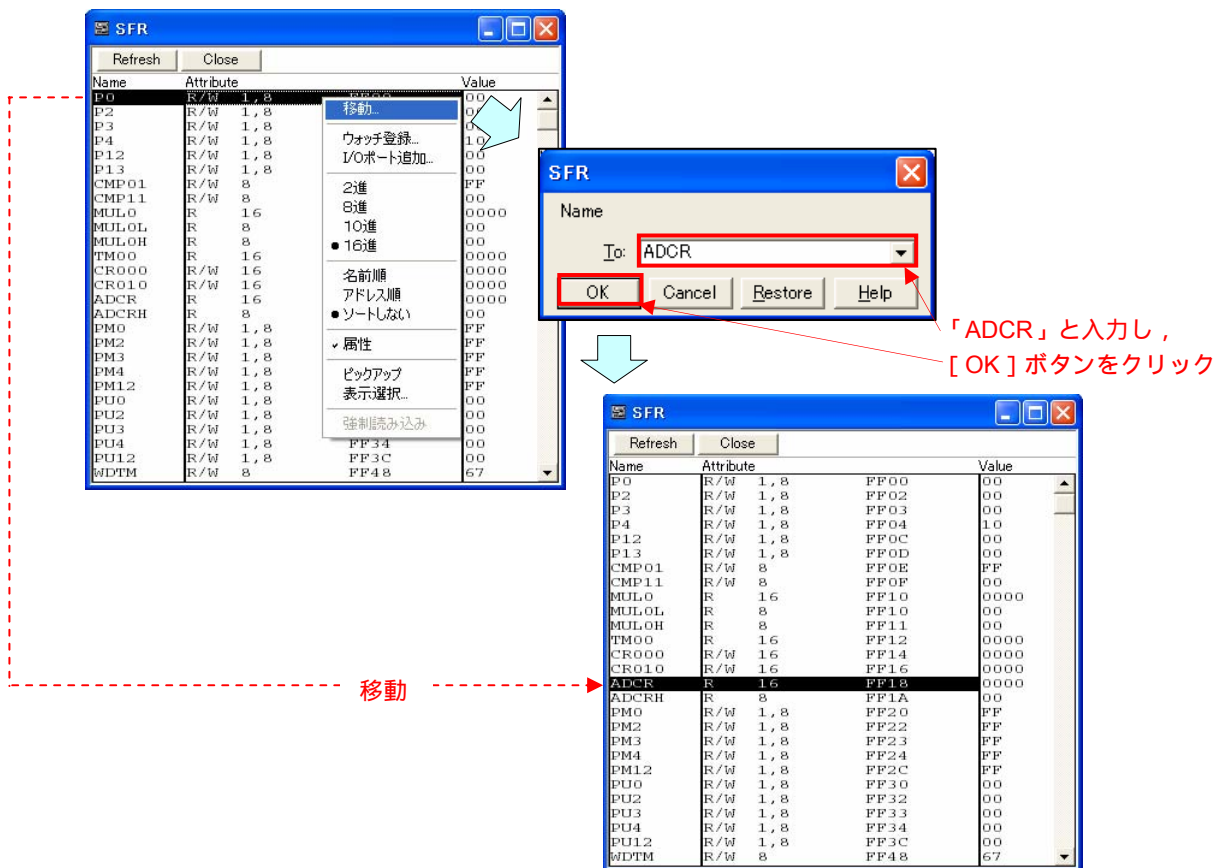 SFR
Refresh Close
Name Attribute Value
P0 R/W 1,8 FF00 00
P2 R/W 1,8
P3 R/W 1,8
P4 R/W 1,8 10
P12 R/W 1,8 00
P13 R/W 1,8 00
CMP01 R/W 8 FF
CMP11 R/W 8 00
MUL0 R 16 0000
MUL0L R 8 00
MUL0H R 8 00
TM00 R 16 0000
CR000 R/W 16 0000
CR010 R/W 16 0000
ADCR R 16 0000
ADCRH R 8 00
PM0 R/W 1,8 FF
PM2 R/W 1,8 FF
PM3 R/W 1,8 FF
PM4 R/W 1,8 FF
PM12 R/W 1,8 FF
PU0 R/W 1,8 00
PU2 R/W 1,8 00
PU3 R/W 1,8 00
PU4 R/W 1,8 FF34 00
PU12 R/W 1,8 FF3C 00
WDTM R/W 8 FF48 67
移動...
ウォッチ登録...
I/Oポート追加...
2進
8進
10進
● 16進
名前順
アドレス順
● ソートしない
✓ 属性
ピックアップ
表示選択...
強制読み込み
SFR
Name
To: ADCR
OK Cancel Restore Help
「ADCR」と入力し，
［OK］ボタンをクリック
移動
SFR
Refresh Close
Name Attribute Value
P0 R/W 1,8 FF00 00
P2 R/W 1,8 FF02 00
P3 R/W 1,8 FF03 00
P4 R/W 1,8 FF04 10
P12 R/W 1,8 FF0C 00
P13 R/W 1,8 FF0D 00
CMP01 R/W 8 FF0E FF
CMP11 R/W 8 FF0F 00
MUL0 R 16 FF10 0000
MUL0L R 8 FF10 00
MUL0H R 8 FF11 00
TM00 R 16 FF12 0000
CR000 R/W 16 FF14 0000
CR010 R/W 16 FF16 0000
ADCR R 16 FF18 0000
ADCRH R 8 FF1A 00
PM0 R/W 1,8 FF20 FF
PM2 R/W 1,8 FF22 FF
PM3 R/W 1,8 FF23 FF
PM4 R/W 1,8 FF24 FF
PM12 R/W 1,8 FF2C FF
PU0 R/W 1,8 FF30 00
PU2 R/W 1,8 FF32 00
PU3 R/W 1,8 FF33 00
PU4 R/W 1,8 FF34 00
PU12 R/W 1,8 FF3C 00
WDTM R/W 8 FF48 67